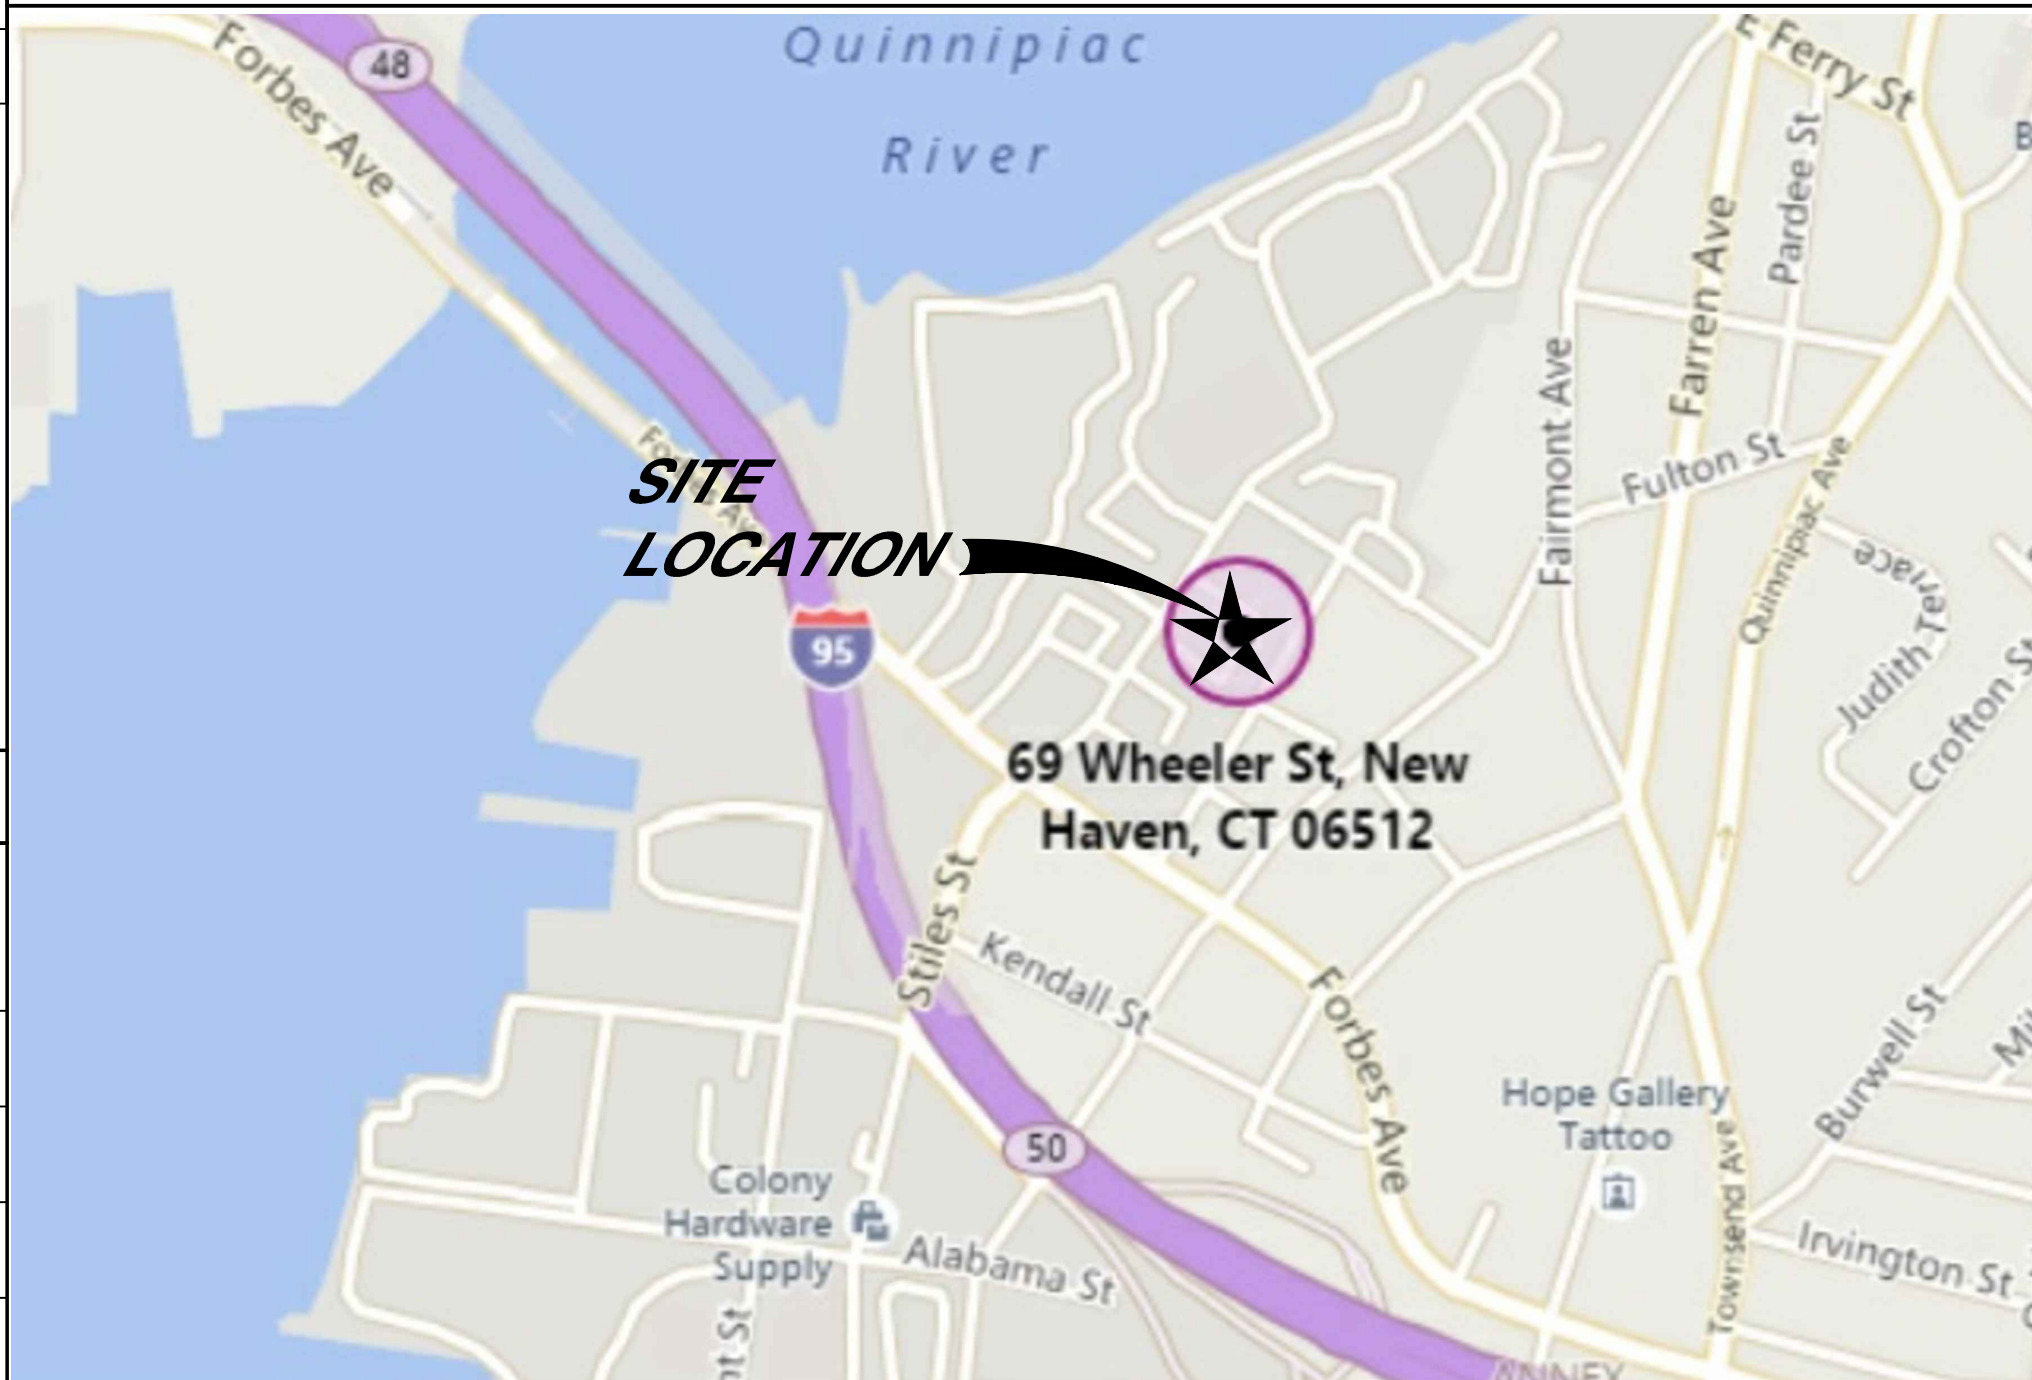 Quinnipiac
River
E Ferry St
48
Forbes Ave
Pardee St
Farren Ave
Fairmont Ave
Fulton St
Quinnipiac Ave
Judith Terrace
Crofton St
SITE
LOCATION
95
69 Wheeler St, New
Haven, CT 06512
Stiles St
Kendall St
Forbes Ave
Burwell St
Hope Gallery
Tattoo
50
Colony
Hardware
Supply
Alabama St
Townsend Ave
Irvington St